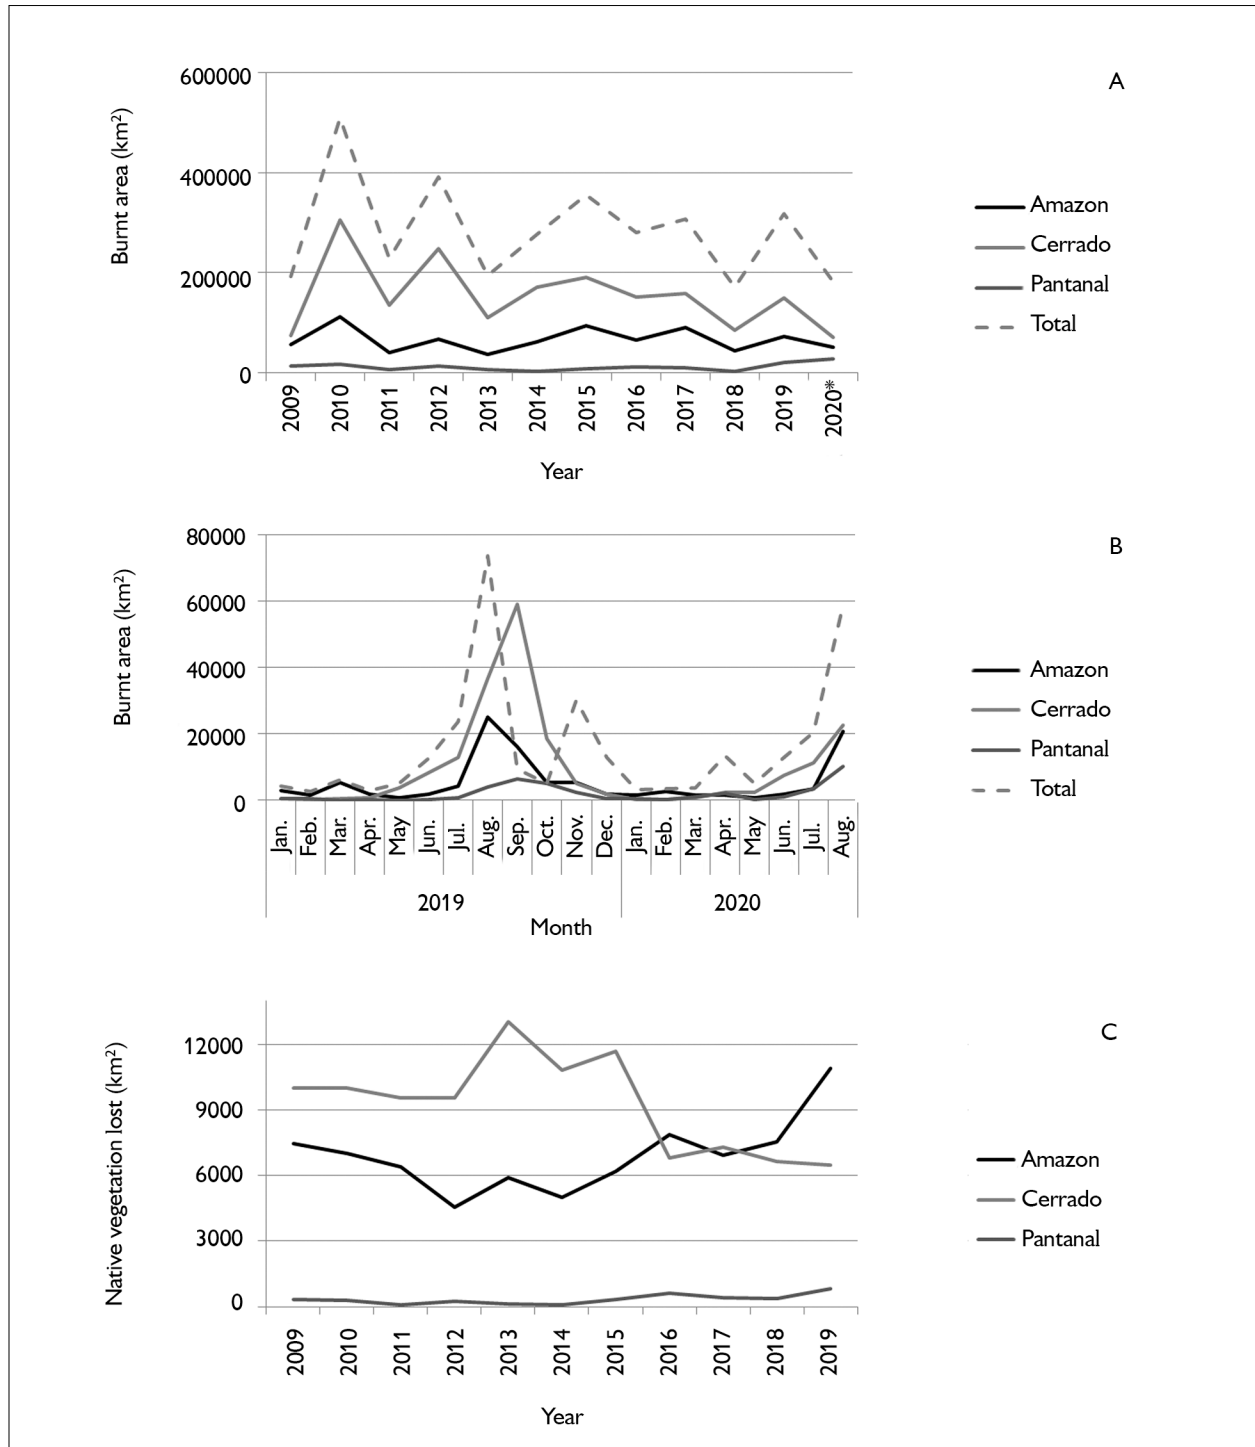 A
Burnt area (km²)
600000
400000
200000
0
2009
2010
2011
2012
2013
2014
2015
2016
2017
2018
2019
2020*
Year
Amazon
Cerrado
Pantanal
Total
B
Burnt area (km²)
80000
60000
40000
20000
0
Jan.
Feb.
Mar.
Apr.
May
Jun.
Jul.
Aug.
Sep.
Oct.
Nov.
Dec.
Jan.
Feb.
Mar.
Apr.
May
Jun.
Jul.
Aug.
2019
2020
Month
Amazon
Cerrado
Pantanal
Total
C
Native vegetation lost (km²)
12000
9000
6000
3000
0
2009
2010
2011
2012
2013
2014
2015
2016
2017
2018
2019
Year
Amazon
Cerrado
Pantanal